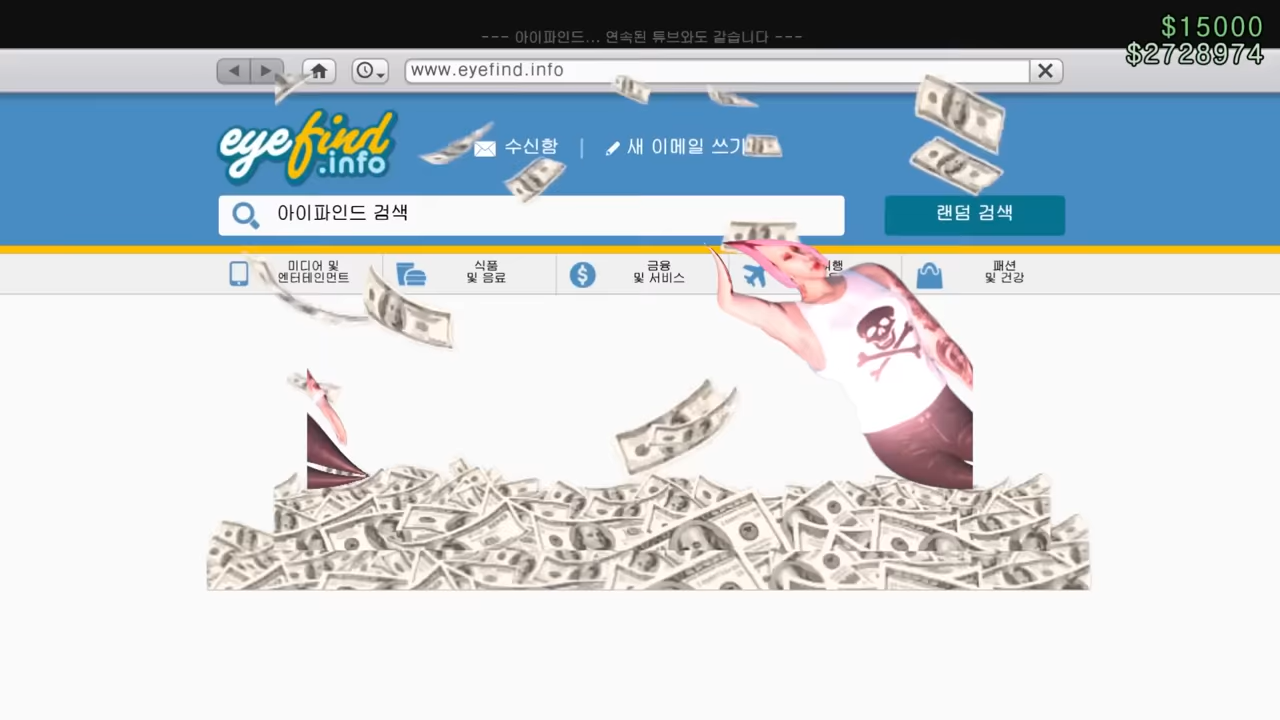 --- 아이파인드... 연속된 튜브와도 같습니다 ---
$15000
$2728974
www.eyefind.info
eyefind
.info
수신함
새 이메일 쓰기
아이파인드 검색
랜덤 검색
미디어 및
엔터테인먼트
식품
및 음료
금융
및 서비스
패션
및 건강